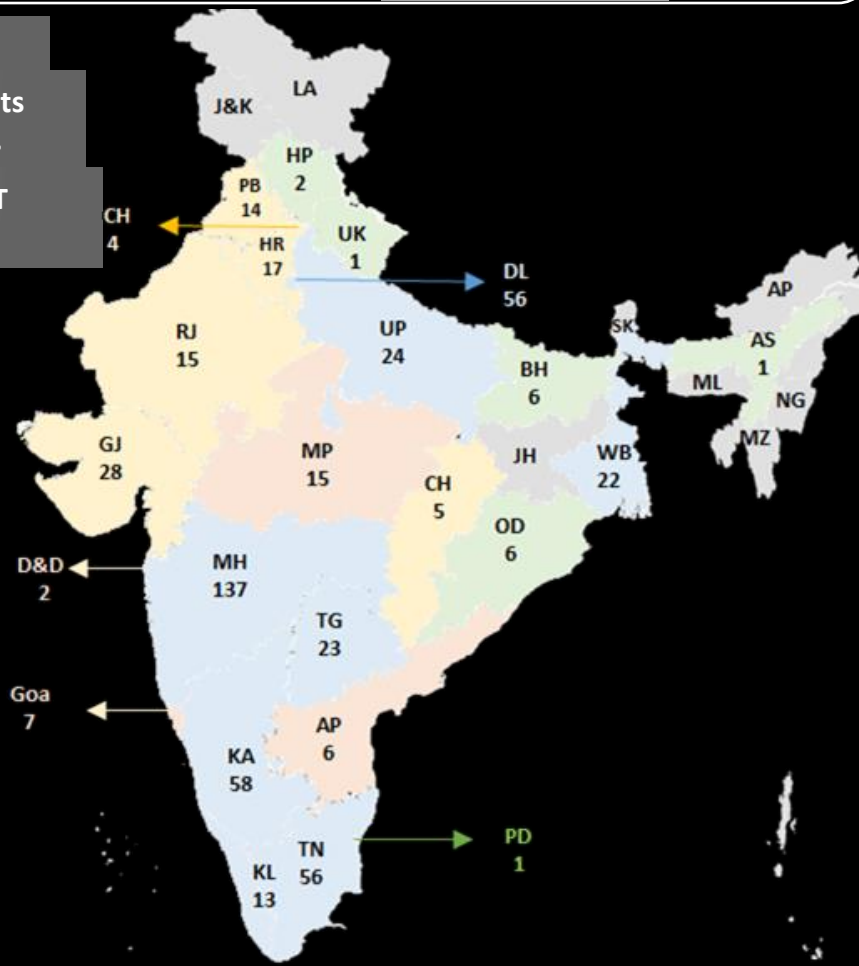 ts
T
LA
J&K
HP
2
PB
14
CH
4
UK
1
HR
17
DL
56
AP
SK
AS
1
ML
NG
MZ
RJ
15
UP
24
BH
6
GJ
28
MP
15
CH
5
JH
WB
22
OD
6
D&D
2
MH
137
TG
23
Goa
7
AP
6
KA
58
PD
1
TN
56
KL
13